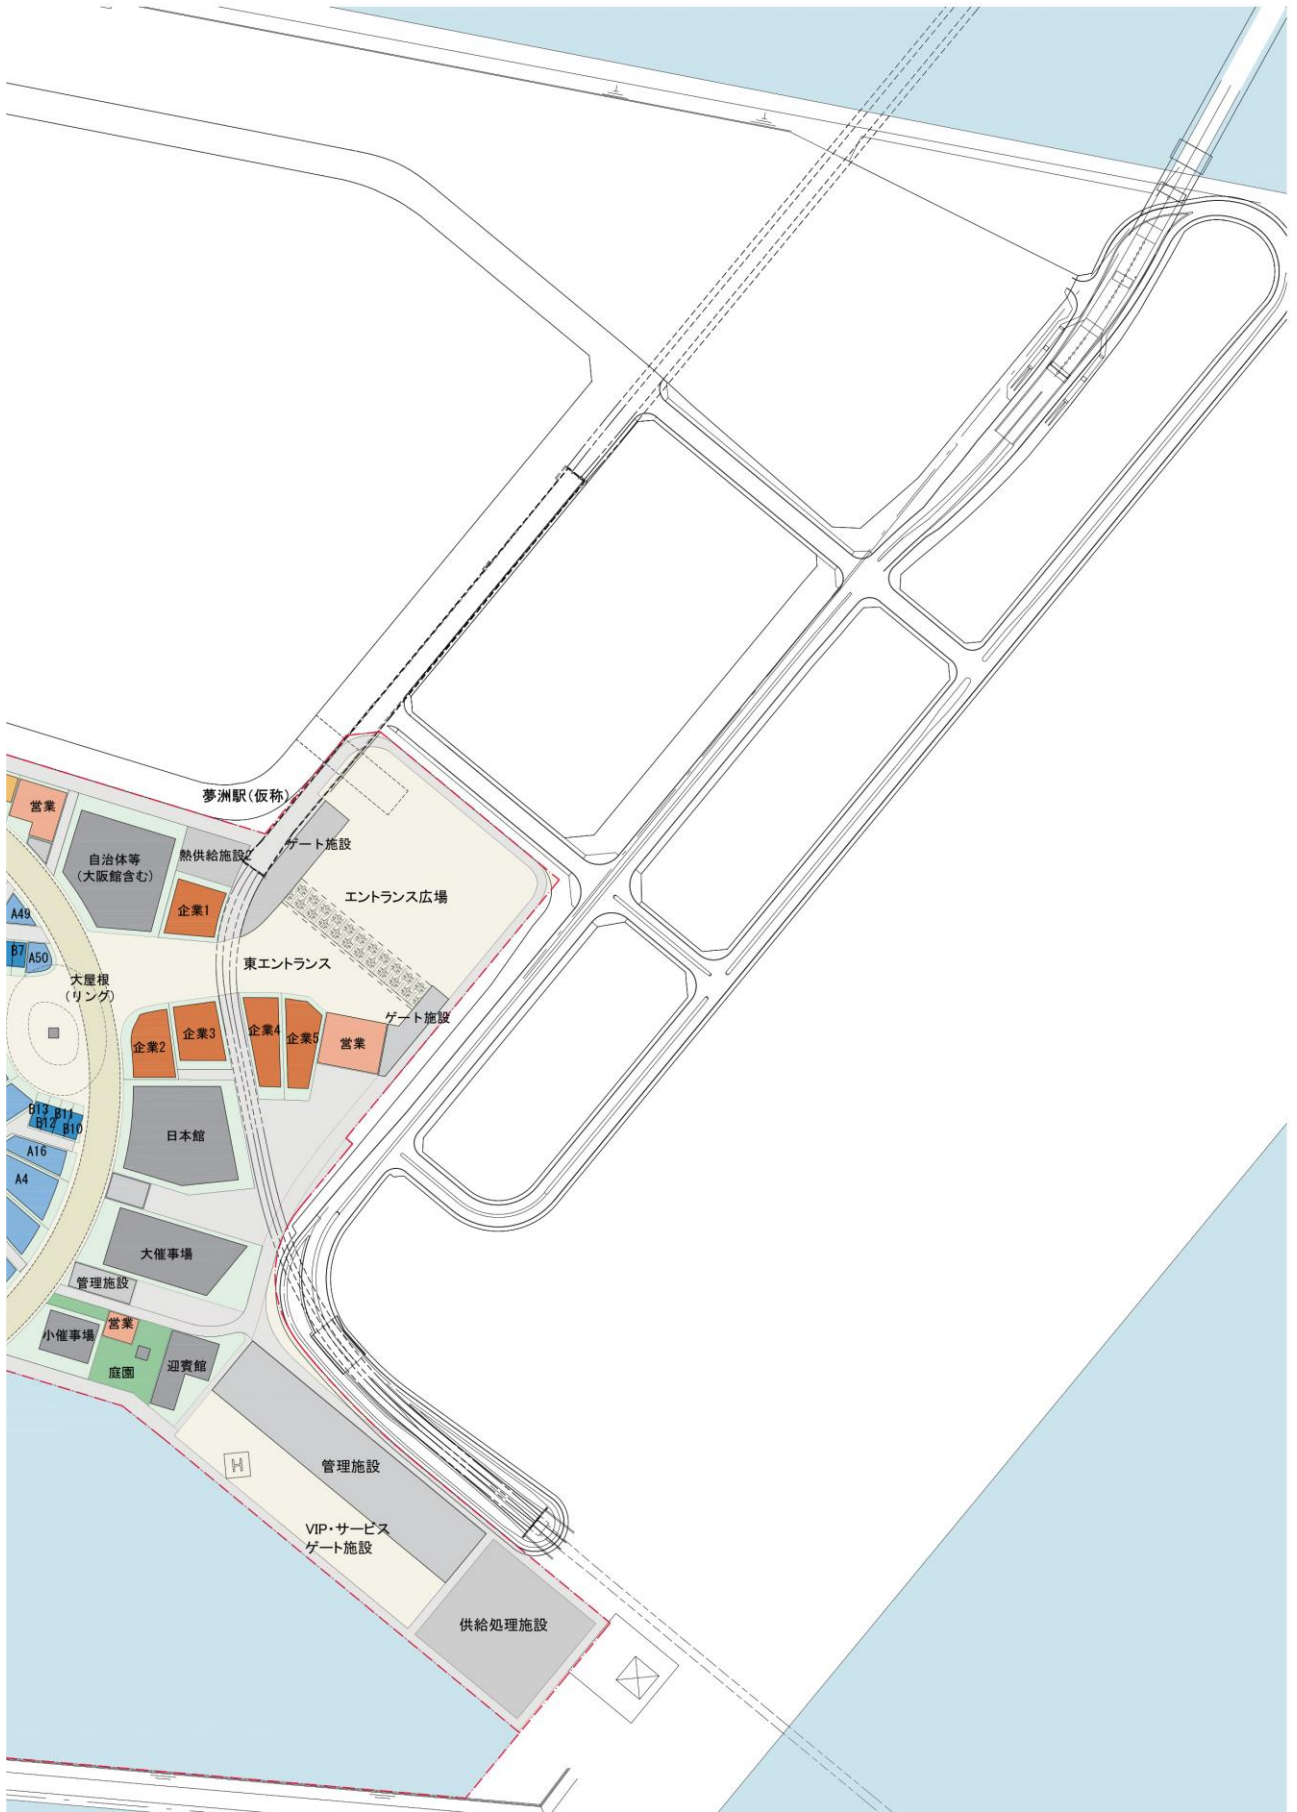 夢洲駅(仮称)
営業
自治体等
(大阪館含む)
熱供給施設2
ゲート施設
企業1
エントランス広場
A49
B7
A50
東エントランス
大屋根
(リング)
企業2
企業3
企業4
企業5
営業
ゲート施設
B13
B11
B12
B10
日本館
A16
A4
大催事場
管理施設
小催事場
営業
庭園
迎賓館
H
管理施設
VIP・サービス
ゲート施設
供給処理施設